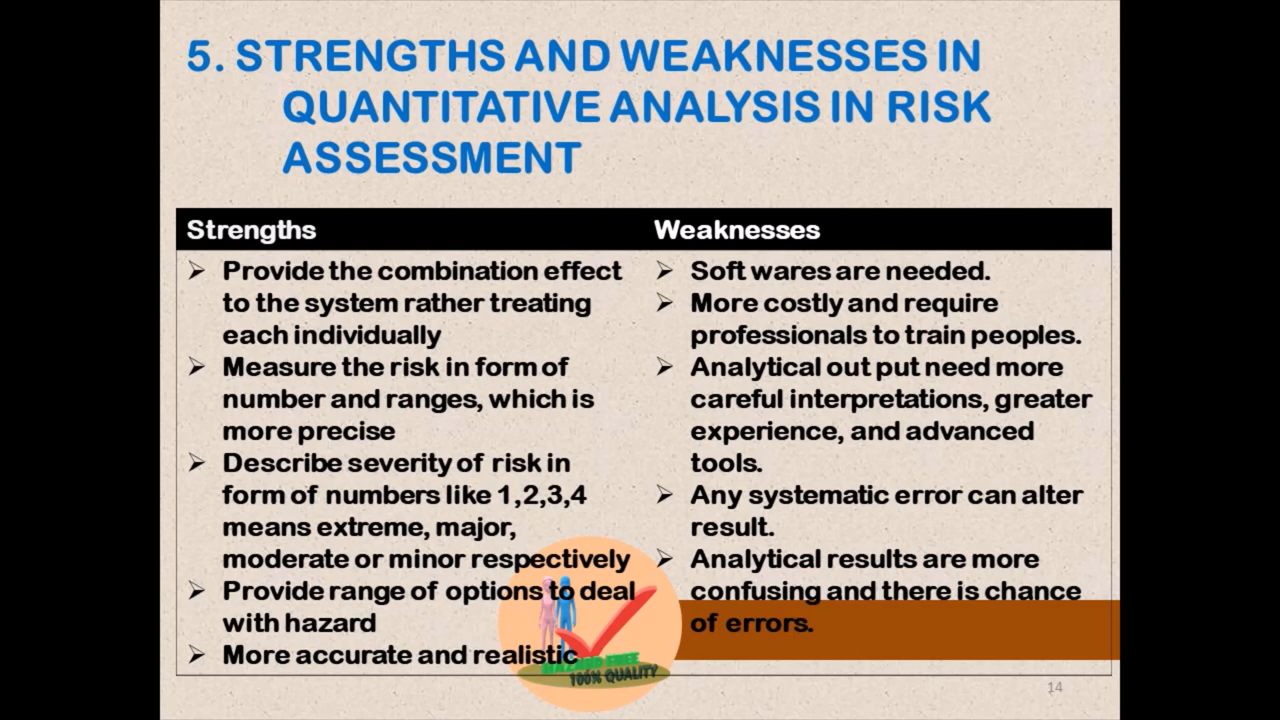 5. STRENGTHS AND WEAKNESSES IN
QUANTITATIVE ANALYSIS IN RISK
ASSESSMENT
Strengths
Provide the combination effect
to the system rather treating
each individually
Measure the risk in form of
number and ranges, which is
more precise
Describe severity of risk in
form of numbers like 1,2,3,4
means extreme, major,
moderate or minor respectively
Provide range of options to deal
with hazard
More accurate and realistic
Weaknesses
Soft wares are needed.
More costly and require
professionals to train peoples.
Analytical out put need more
careful interpretations, greater
experience, and advanced
tools.
Any systematic error can alter
result.
Analytical results are more
confusing and there is chance
of errors.
HAZARD FREE
100% QUALITY
14